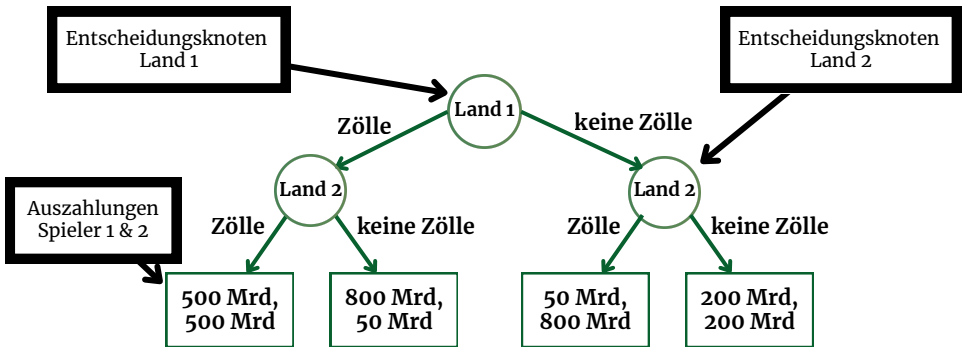 Entscheidungsknoten
Land 1
Entscheidungsknoten
Land 2
Land 1
Zölle
keine Zölle
Land 2
Land 2
Auszahlungen
Spieler 1 & 2
Zölle
keine Zölle
Zölle
keine Zölle
500 Mrd,
500 Mrd
800 Mrd,
50 Mrd
50 Mrd,
800 Mrd
200 Mrd,
200 Mrd